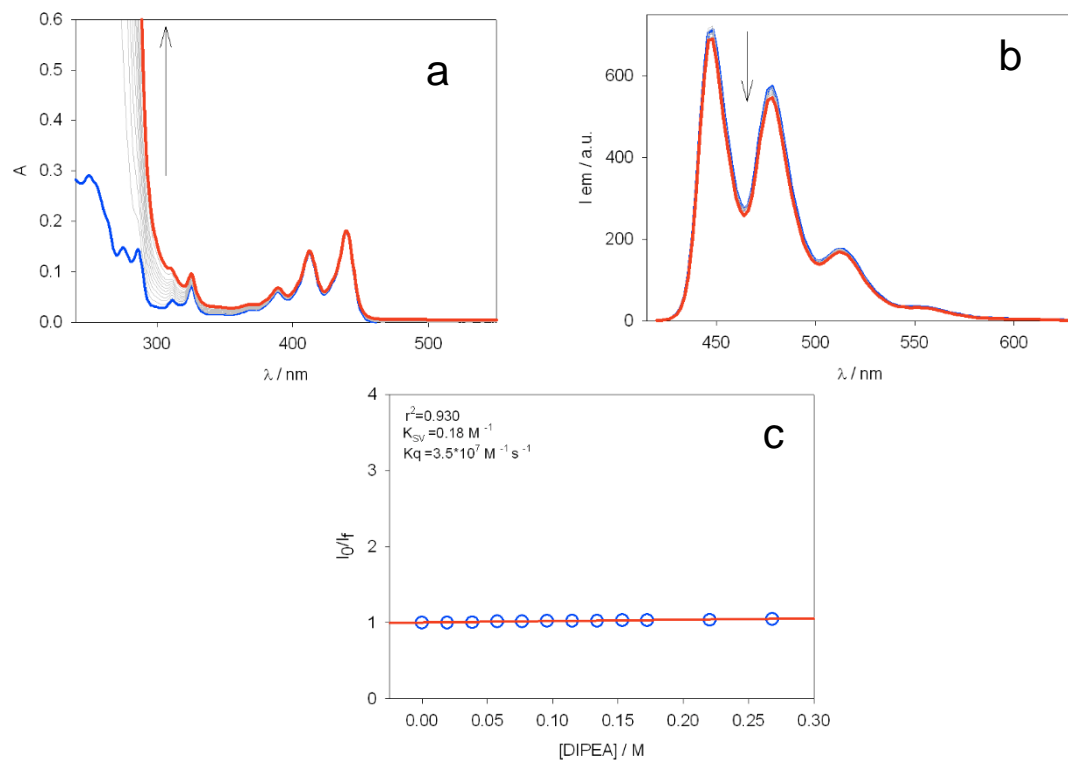 a
0.6
0.5
0.4
0.3
0.2
0.1
0.0
A
300
400
500
λ / nm
b
600
400
200
0
I em / a.u.
450
500
550
600
λ / nm
c
r²=0.930
K_SV =0.18 M⁻¹
Kq =3.5*10⁷ M⁻¹ s⁻¹
4
3
2
1
0
I₀/I_f
0.00
0.05
0.10
0.15
0.20
0.25
0.30
[DIPEA] / M